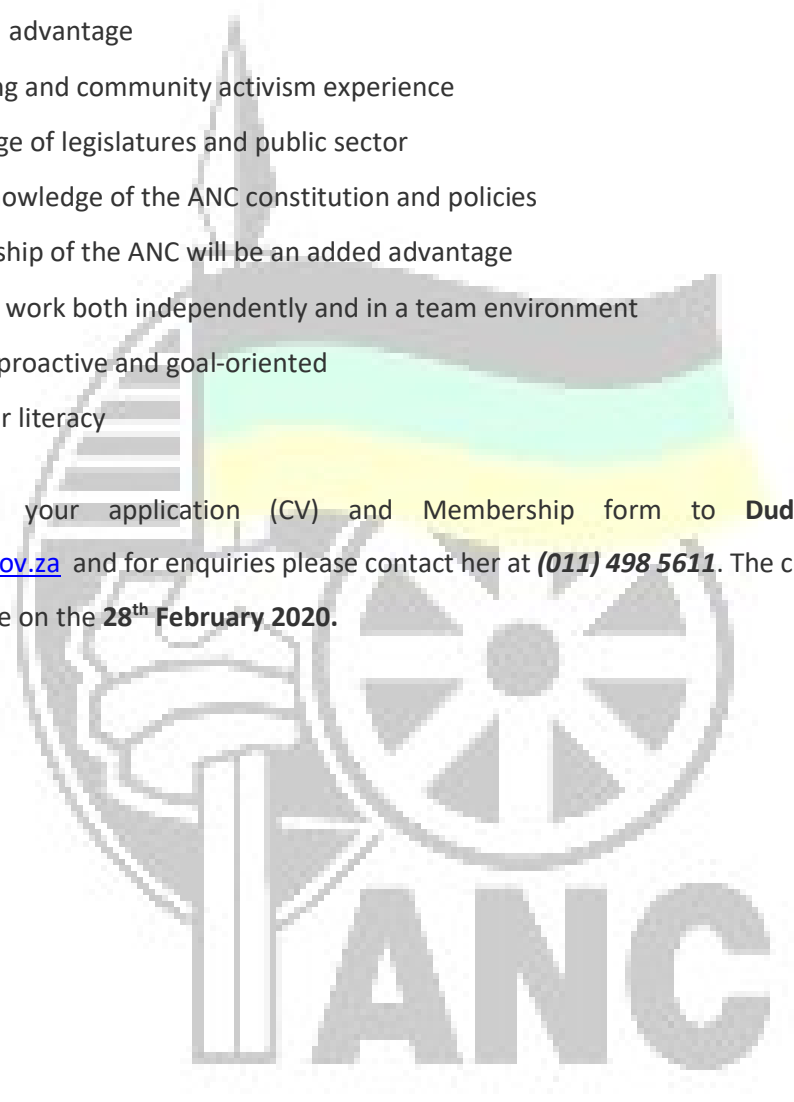 advantage
ng and community activism experience
ge of legislatures and public sector
nowledge of the ANC constitution and policies
ship of the ANC will be an added advantage
work both independently and in a team environment
proactive and goal-oriented
r literacy
your application (CV) and Membership form to Dud
ov.za and for enquiries please contact her at (011) 498 5611. The c
e on the 28th February 2020.
ANC